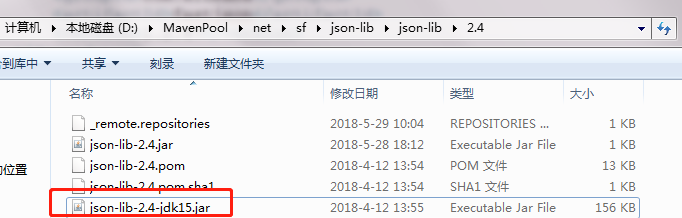 计算机 ▸ 本地磁盘 (D:) ▸ MavenPool ▸ net ▸ sf ▸ json-lib ▸ json-lib ▸ 2.4
含到库中 共享 刻录 新建文件夹
名称 修改日期 类型 大小
_remote.repositories 2018-5-29 10:04 REPOSITORIES ... 1 KB
json-lib-2.4.jar 2018-5-28 18:12 Executable Jar File 1 KB
json-lib-2.4.pom 2018-4-12 13:54 POM 文件 13 KB
json-lib-2.4.pom.sha1 2018-4-12 13:54 SHA1 文件 1 KB
的位置
json-lib-2.4-jdk15.jar 2018-4-12 13:55 Executable Jar File 156 KB